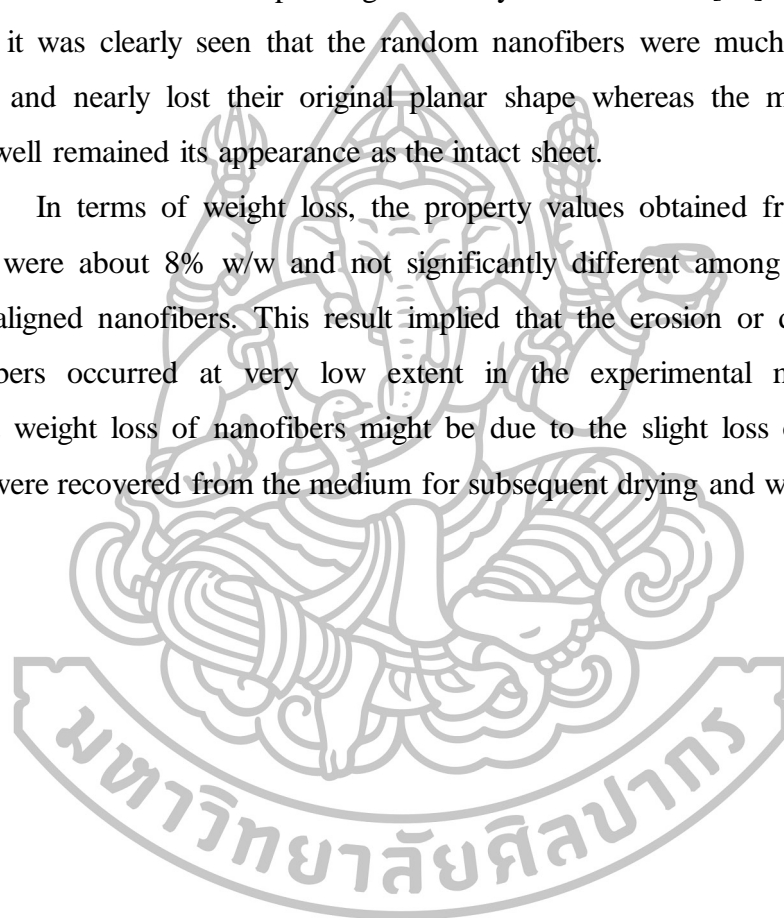 it was clearly seen that the random nanofibers were much
and nearly lost their original planar shape whereas the
well remained its appearance as the intact sheet.
In terms of weight loss, the property values obtained
were about 8% w/w and not significantly different among
aligned nanofibers. This result implied that the erosion or
occurred at very low extent in the experimental
weight loss of nanofibers might be due to the slight loss
were recovered from the medium for subsequent drying and
มหาวิทยาลัยศิลปากร